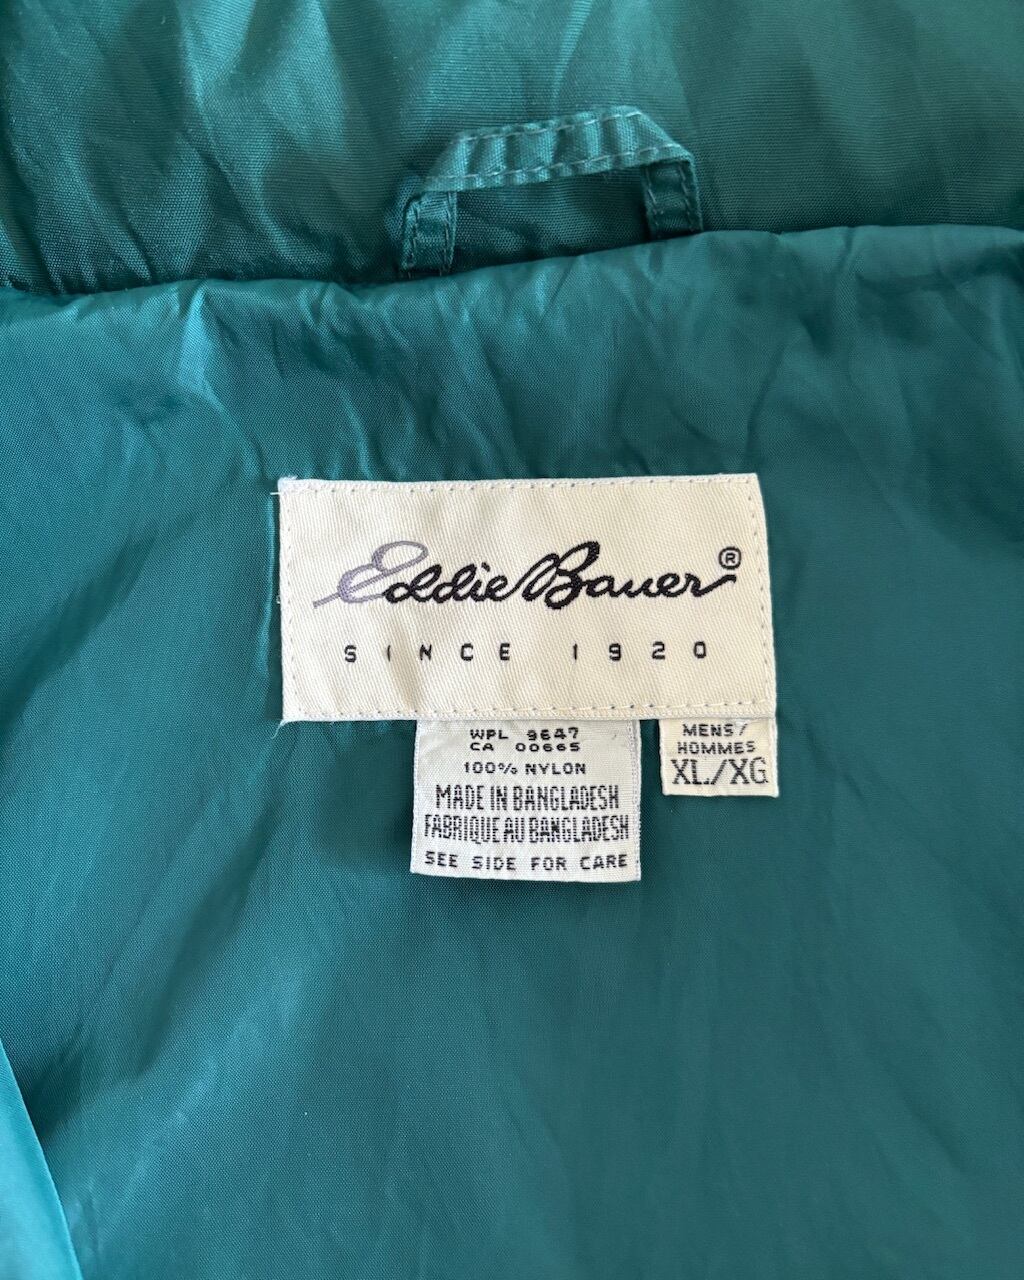 Eddie Bauer®
SINCE 1920
WPL 9647
CA 00665
100% NYLON
MADE IN BANGLADESH
FABRIQUE AU BANGLADESH
SEE SIDE FOR CARE
MENS/
HOMMES
XL/XG